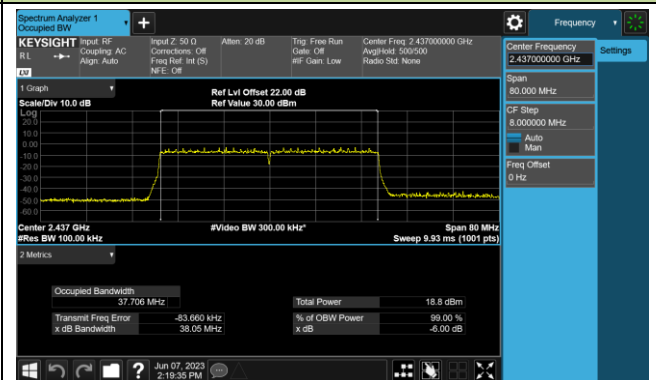 Spectrum Analyzer 1
Occupied BW
Frequency
KEYSIGHT
Input: RF
Coupling: AC
Align: Auto
Input Z: 50 Ω
Corrections: Off
Freq Ref: Int (S)
NFE: Off
Atten: 20 dB
Trig: Free Run
Gate: Off
#IF Gain: Low
Center Freq: 2.437000000 GHz
Avg|Hold: 500/500
Radio Std: None
R L
LXI
Center Frequency
2.437000000 GHz
Settings
Span
80.000 MHz
CF Step
8.000000 MHz
Auto
Man
Freq Offset
0 Hz
1 Graph
Scale/Div 10.0 dB
Ref Lvl Offset 22.00 dB
Ref Value 30.00 dBm
Log
20.0
10.0
0.00
-10.0
-20.0
-30.0
-40.0
-50.0
-60.0
Center 2.437 GHz
#Res BW 100.00 kHz
#Video BW 300.00 kHz*
Span 80 MHz
Sweep 9.93 ms (1001 pts)
2 Metrics
Occupied Bandwidth
37.706 MHz
Total Power 18.8 dBm
Transmit Freq Error -83.660 kHz
% of OBW Power 99.00 %
x dB Bandwidth 38.05 MHz
x dB -6.00 dB
Jun 07, 2023
2:19:35 PM